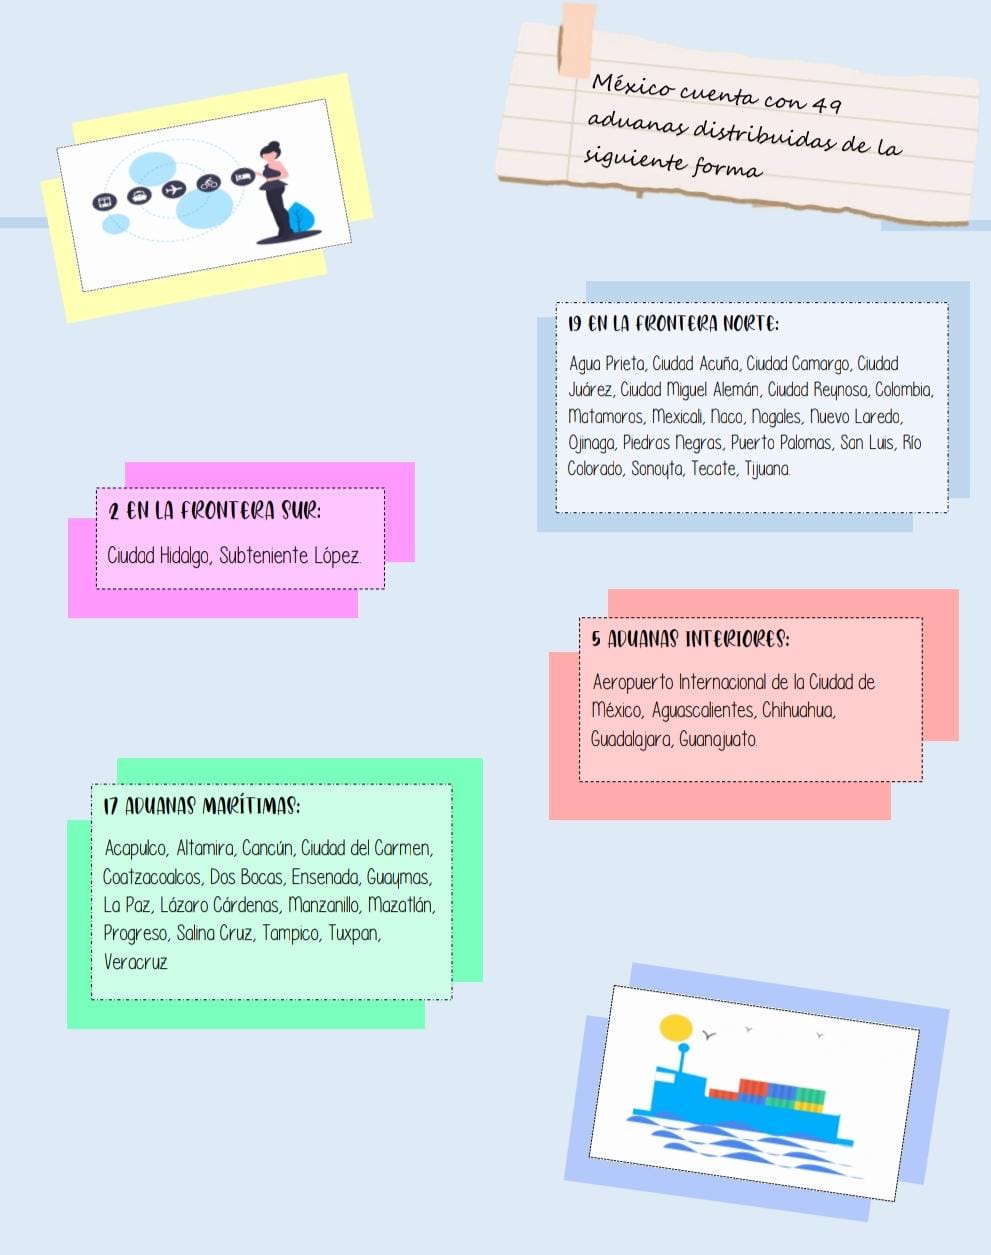 México cuenta con 49
aduanas distribuidas de la
siguiente forma
19 EN LA FRONTERA NORTE:
Agua Prieta, Ciudad Acuña, Ciudad Camargo, Ciudad
Juárez, Ciudad Miguel Alemán, Ciudad Reynosa, Colombia,
Matamoros, Mexicali, Naco, Nogales, Nuevo Laredo,
Ojinaga, Piedras Negras, Puerto Palomas, San Luis, Río
Colorado, Sonoyta, Tecate, Tijuana.
2 EN LA FRONTERA SUR:
Ciudad Hidalgo, Subteniente López.
5 ADUANAS INTERIORES:
Aeropuerto Internacional de la Ciudad de
México, Aguascalientes, Chihuahua,
Guadalajara, Guanajuato.
17 ADUANAS MARÍTIMAS:
Acapulco, Altamira, Cancún, Ciudad del Carmen,
Coatzacoalcos, Dos Bocas, Ensenada, Guaymas,
La Paz, Lázaro Cárdenas, Manzanillo, Mazatlán,
Progreso, Salina Cruz, Tampico, Tuxpan,
Veracruz